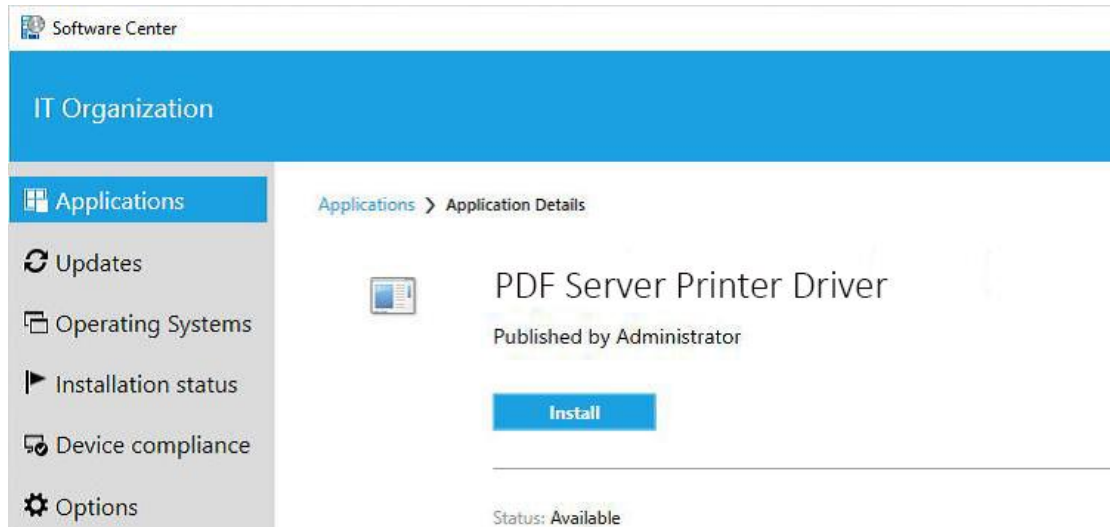 Software Center
IT Organization
Applications
Updates
Operating Systems
Installation status
Device compliance
Options
Applications ❯ Application Details
PDF Server Printer Driver
Published by Administrator
Install
Status: Available